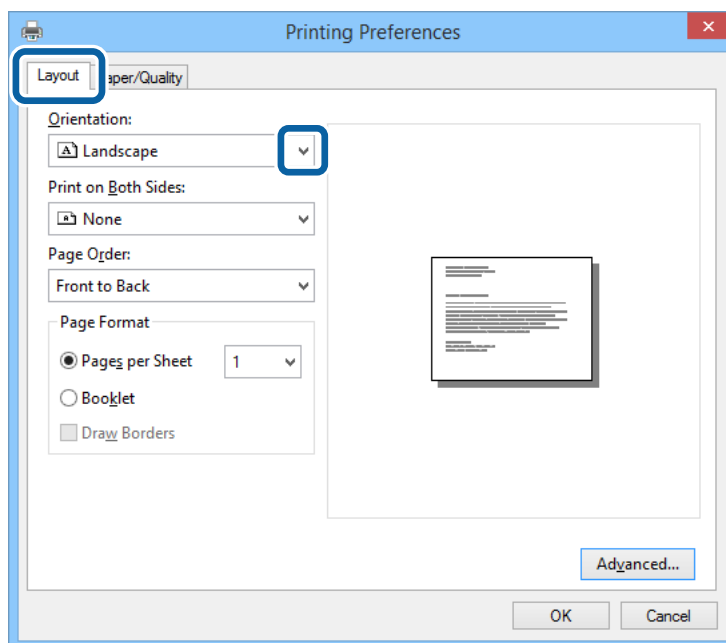 Printing Preferences
Layout
aper/Quality
Orientation:
A Landscape
Print on Both Sides:
None
Page Order:
Front to Back
Page Format
Pages per Sheet 1
Booklet
Draw Borders
Advanced...
OK Cancel